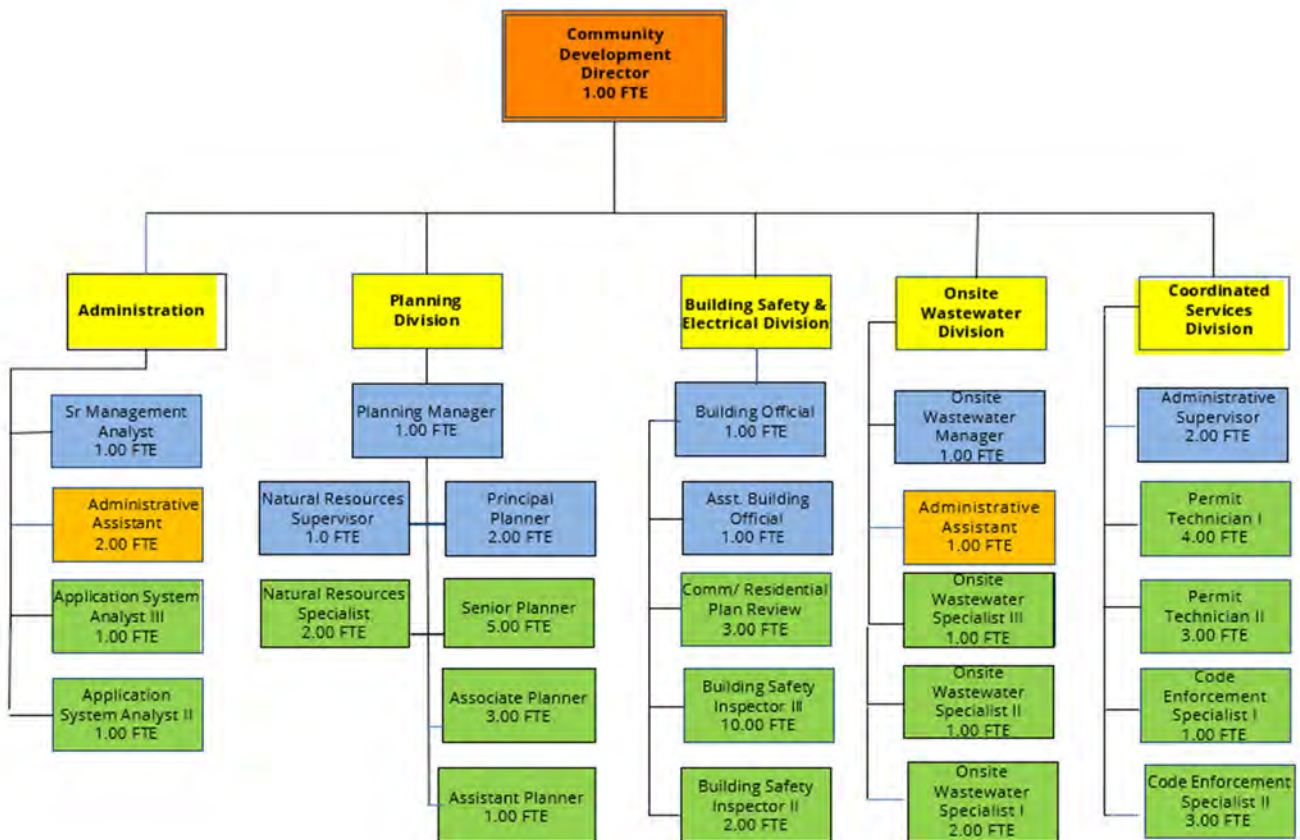 Community
Development
Director
1.00 FTE
Administration
Sr Management
Analyst
1.00 FTE
Administrative
Assistant
2.00 FTE
Application System
Analyst III
1.00 FTE
Application
System Analyst II
1.00 FTE
Planning
Division
Planning Manager
1.00 FTE
Natural Resources
Supervisor
1.0 FTE
Principal
Planner
2.00 FTE
Natural Resources
Specialist
2.00 FTE
Senior Planner
5.00 FTE
Associate Planner
3.00 FTE
Assistant Planner
1.00 FTE
Building Safety &
Electrical Division
Building Official
1.00 FTE
Asst. Building
Official
1.00 FTE
Comm/ Residential
Plan Review
3.00 FTE
Building Safety
Inspector III
10.00 FTE
Building Safety
Inspector II
2.00 FTE
Onsite
Wastewater
Division
Onsite
Wastewater
Manager
1.00 FTE
Administrative
Assistant
1.00 FTE
Onsite
Wastewater
Specialist III
1.00 FTE
Onsite
Wastewater
Specialist II
1.00 FTE
Onsite
Wastewater
Specialist I
2.00 FTE
Coordinated
Services
Division
Administrative
Supervisor
2.00 FTE
Permit
Technician I
4.00 FTE
Permit
Technician II
3.00 FTE
Code
Enforcement
Specialist I
1.00 FTE
Code Enforcement
Specialist II
3.00 FTE